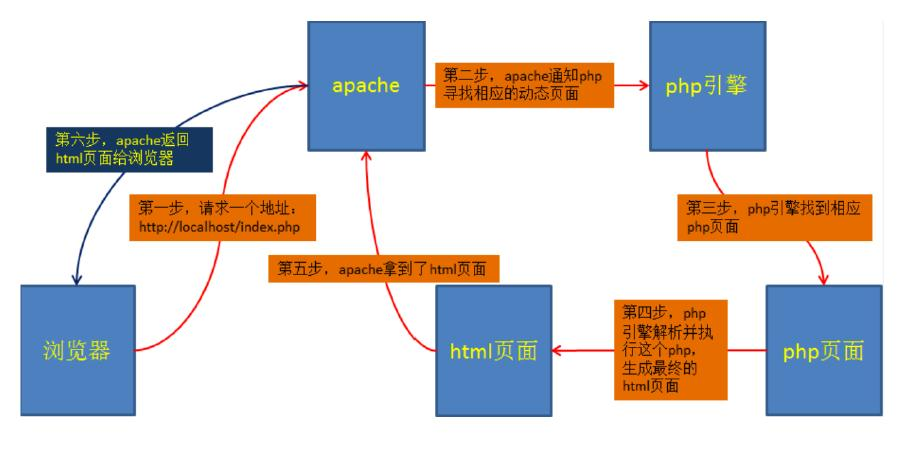 apache
第二步，apache通知php
寻找相应的动态页面
php引擎
第六步，apache返回
html页面给浏览器
第一步，请求一个地址：
http://localhost/index.php
第三步，php引擎找到相应
php页面
第五步，apache拿到了html页面
浏览器
html页面
第四步，php
引擎解析并执
行这个php，
生成最终的
html页面
php页面